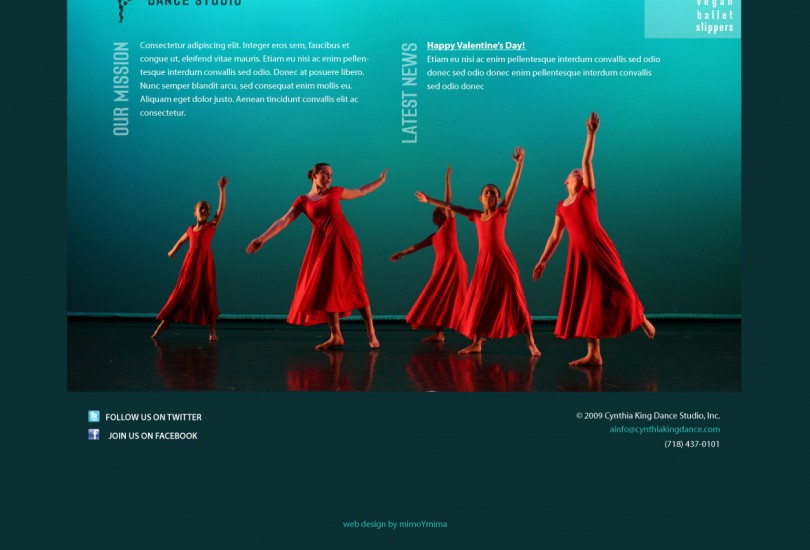 DANCE STUDIO
vegan
ballet
slippers
OUR MISSION
Consectetur adipiscing elit. Integer eros sem, faucibus et
congue ut, eleifend vitae mauris. Etiam eu nisi ac enim pellen-
tesque interdum convallis sed odio. Donec at posuere libero.
Nunc semper blandit arcu, sed consequat enim mollis eu.
Aliquam eget dolor justo. Aenean tincidunt convallis elit ac
consectetur.
LATEST NEWS
Happy Valentine's Day!
Etiam eu nisi ac enim pellentesque interdum convallis sed odio
donec sed odio donec enim pellentesque interdum convallis
sed odio donec
FOLLOW US ON TWITTER
JOIN US ON FACEBOOK
© 2009 Cynthia King Dance Studio, Inc.
ainfo@cynthiakingdance.com
(718) 437-0101
web design by mimoYmima